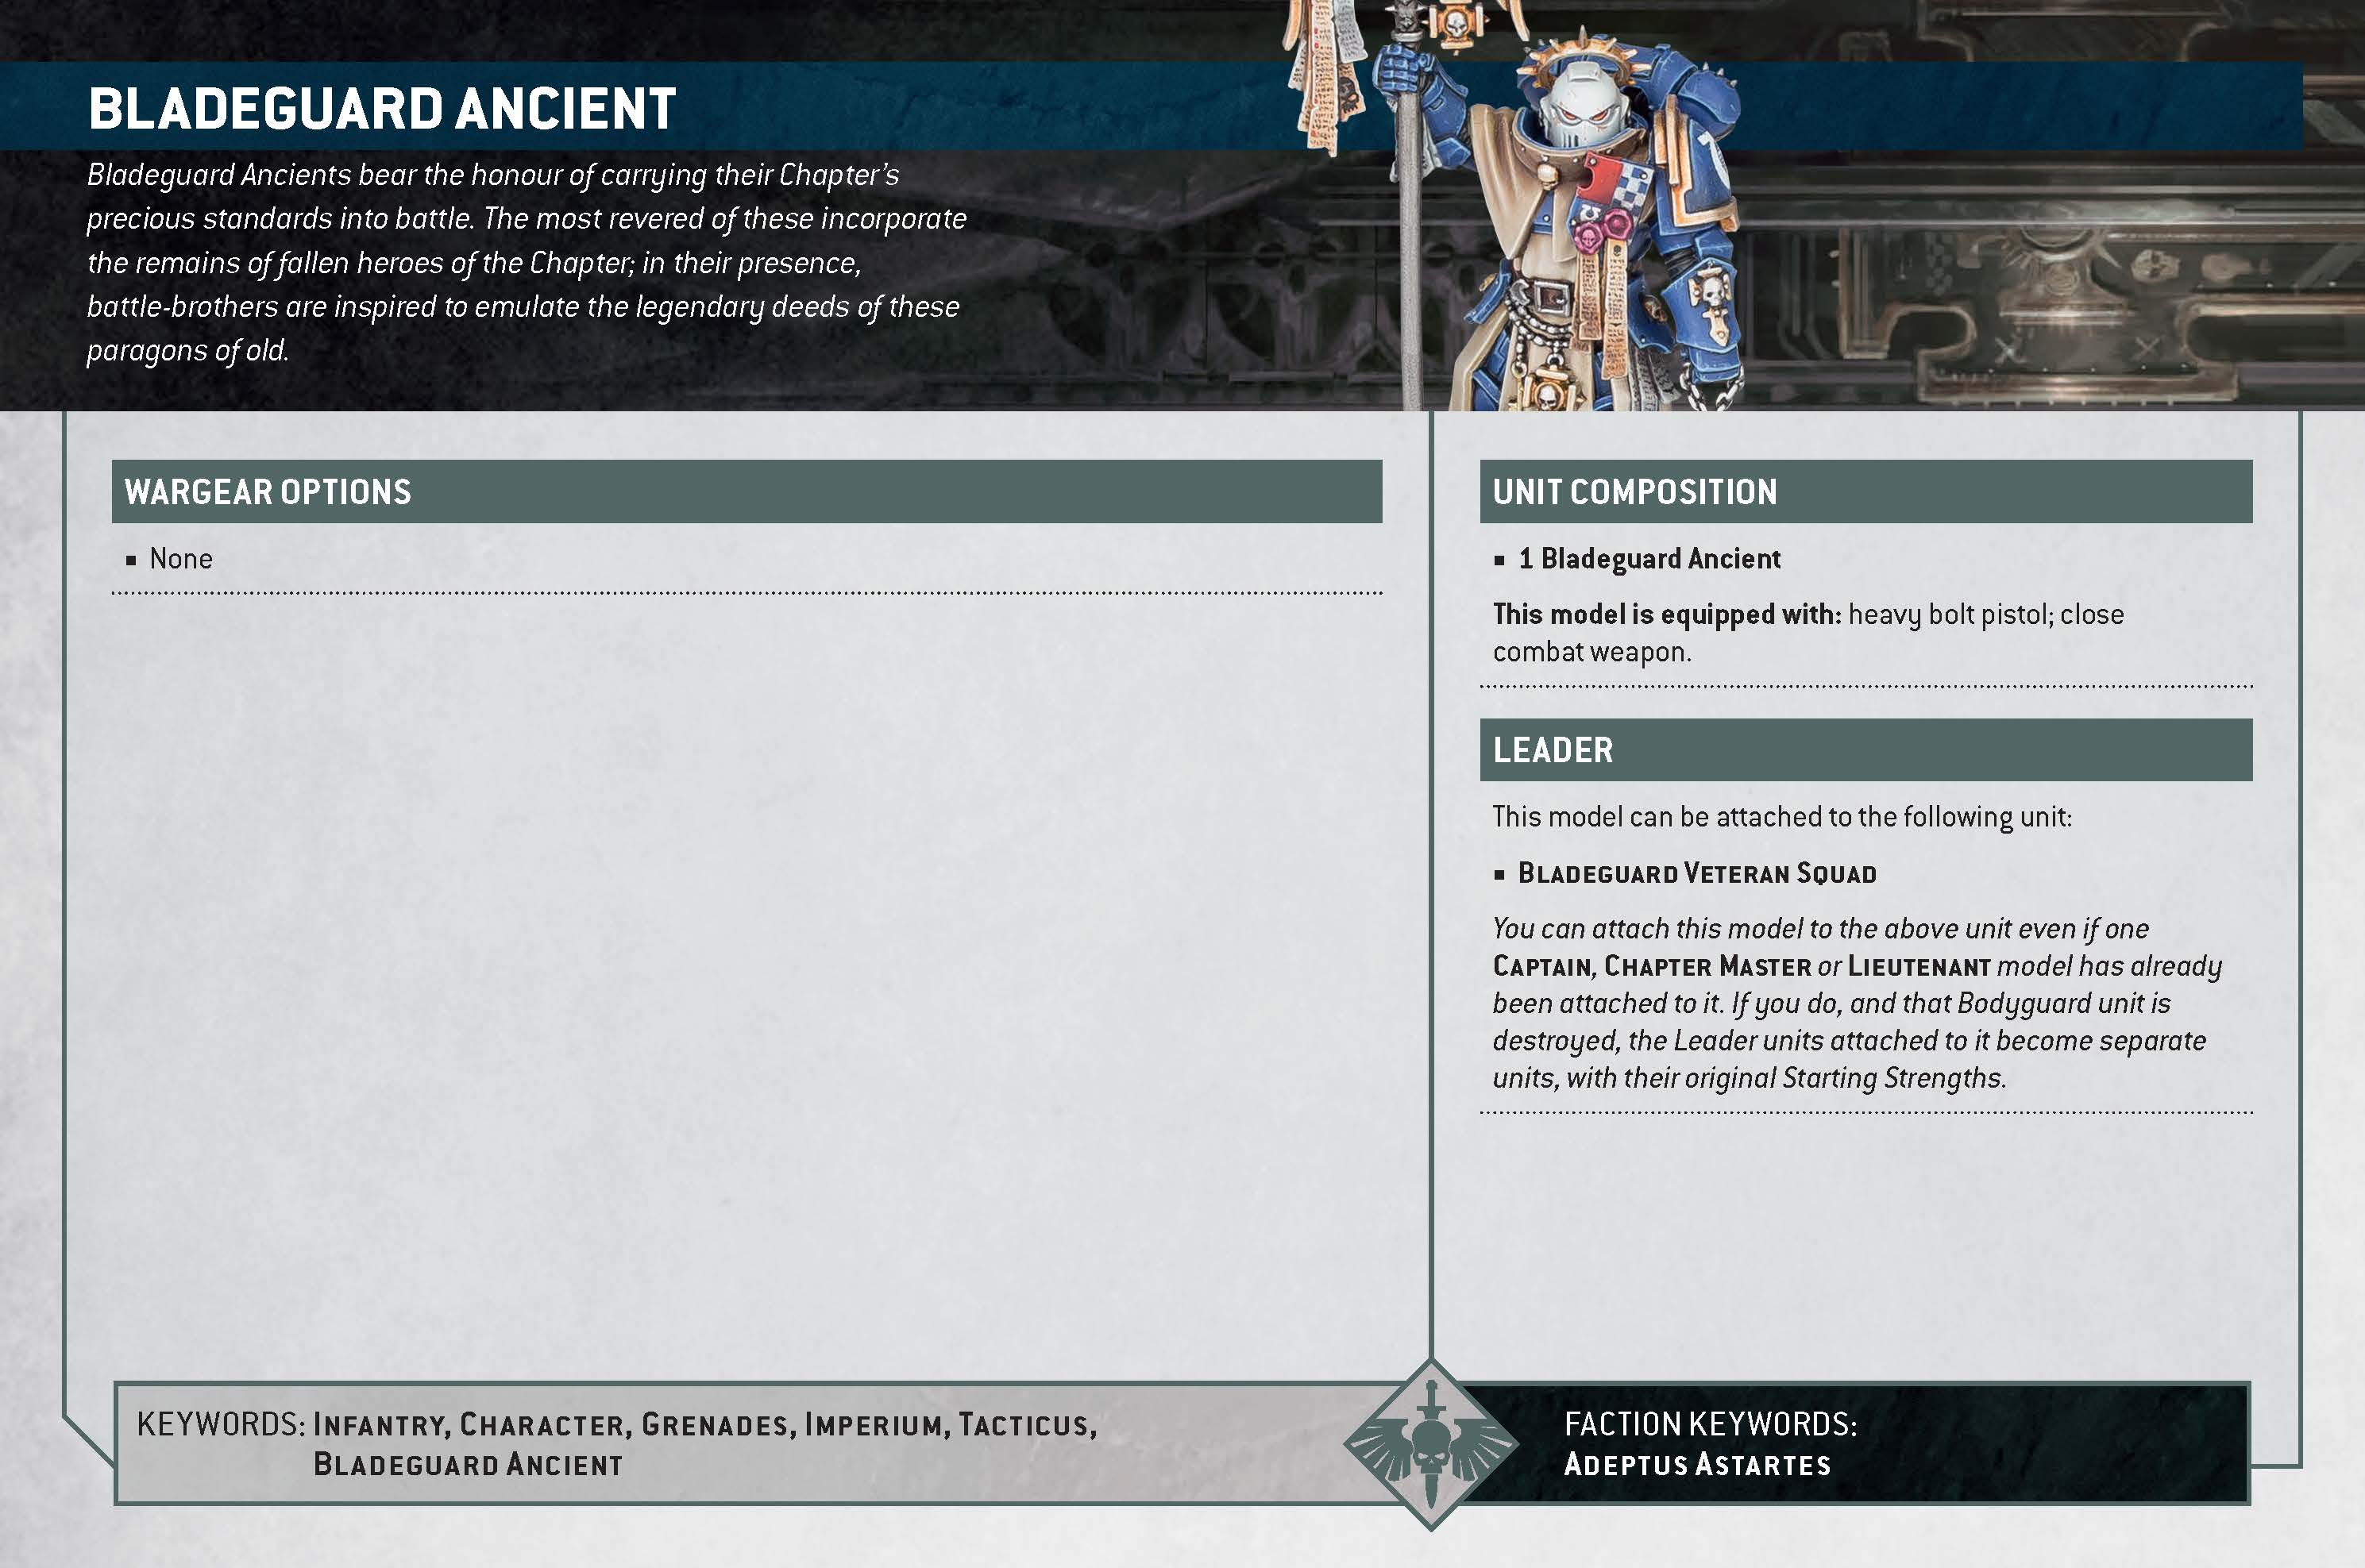 BLADEGUARD ANCIENT
Bladeguard Ancients bear the honour of carrying their Chapter's
precious standards into battle. The most revered of these incorporate
the remains of fallen heroes of the Chapter; in their presence,
battle-brothers are inspired to emulate the legendary deeds of these
paragons of old.
WARGEAR OPTIONS
▪ None
UNIT COMPOSITION
▪ 1 Bladeguard Ancient
This model is equipped with: heavy bolt pistol; close
combat weapon.
LEADER
This model can be attached to the following unit:
▪ BLADEGUARD VETERAN SQUAD
You can attach this model to the above unit even if one
CAPTAIN, CHAPTER MASTER or LIEUTENANT model has already
been attached to it. If you do, and that Bodyguard unit is
destroyed, the Leader units attached to it become separate
units, with their original Starting Strengths.
KEYWORDS: INFANTRY, CHARACTER, GRENADES, IMPERIUM, TACTICUS,
BLADEGUARD ANCIENT
FACTION KEYWORDS:
ADEPTUS ASTARTES